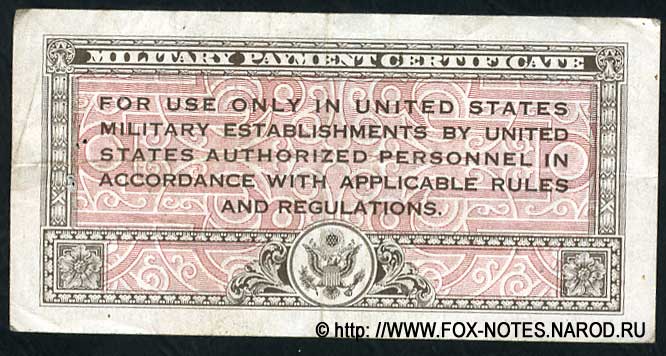 MILITARY PAYMENT CERTIFICATE
FOR USE ONLY IN UNITED STATES
MILITARY ESTABLISHMENTS BY UNITED
STATES AUTHORIZED PERSONNEL IN
ACCORDANCE WITH APPLICABLE RULES
AND REGULATIONS.
© http: //WWW.FOX-NOTES.NAROD.RU